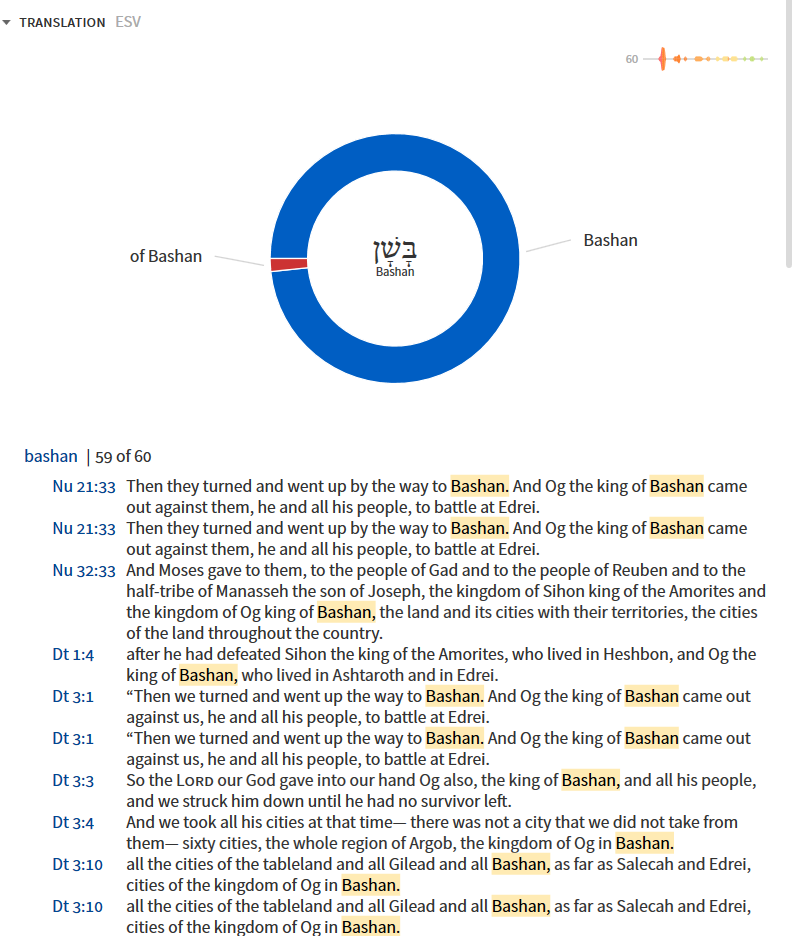 TRANSLATION ESV
60
of Bashan
Bashan
בָּשָׁן
Bashan
bashan | 59 of 60
Nu 21:33 Then they turned and went up by the way to Bashan. And Og the king of Bashan came
out against them, he and all his people, to battle at Edrei.
Nu 21:33 Then they turned and went up by the way to Bashan. And Og the king of Bashan came
out against them, he and all his people, to battle at Edrei.
Nu 32:33 And Moses gave to them, to the people of Gad and to the people of Reuben and to the
half-tribe of Manasseh the son of Joseph, the kingdom of Sihon king of the Amorites and
the kingdom of Og king of Bashan, the land and its cities with their territories, the cities
of the land throughout the country.
Dt 1:4 after he had defeated Sihon the king of the Amorites, who lived in Heshbon, and Og the
king of Bashan, who lived in Ashtaroth and in Edrei.
Dt 3:1 “Then we turned and went up the way to Bashan. And Og the king of Bashan came out
against us, he and all his people, to battle at Edrei.
Dt 3:1 “Then we turned and went up the way to Bashan. And Og the king of Bashan came out
against us, he and all his people, to battle at Edrei.
Dt 3:3 So the LORD our God gave into our hand Og also, the king of Bashan, and all his people,
and we struck him down until he had no survivor left.
Dt 3:4 And we took all his cities at that time— there was not a city that we did not take from
them— sixty cities, the whole region of Argob, the kingdom of Og in Bashan.
Dt 3:10 all the cities of the tableland and all Gilead and all Bashan, as far as Salecah and Edrei,
cities of the kingdom of Og in Bashan.
Dt 3:10 all the cities of the tableland and all Gilead and all Bashan, as far as Salecah and Edrei,
cities of the kingdom of Og in Bashan.